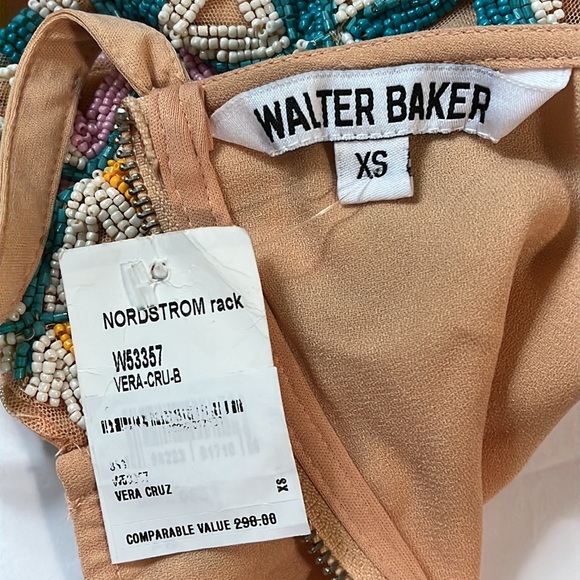 WALTER BAKER
XS
NORDSTROM rack
W53357
VERA-CRU-B
VERA CRUZ
XS
COMPARABLE VALUE 298.00